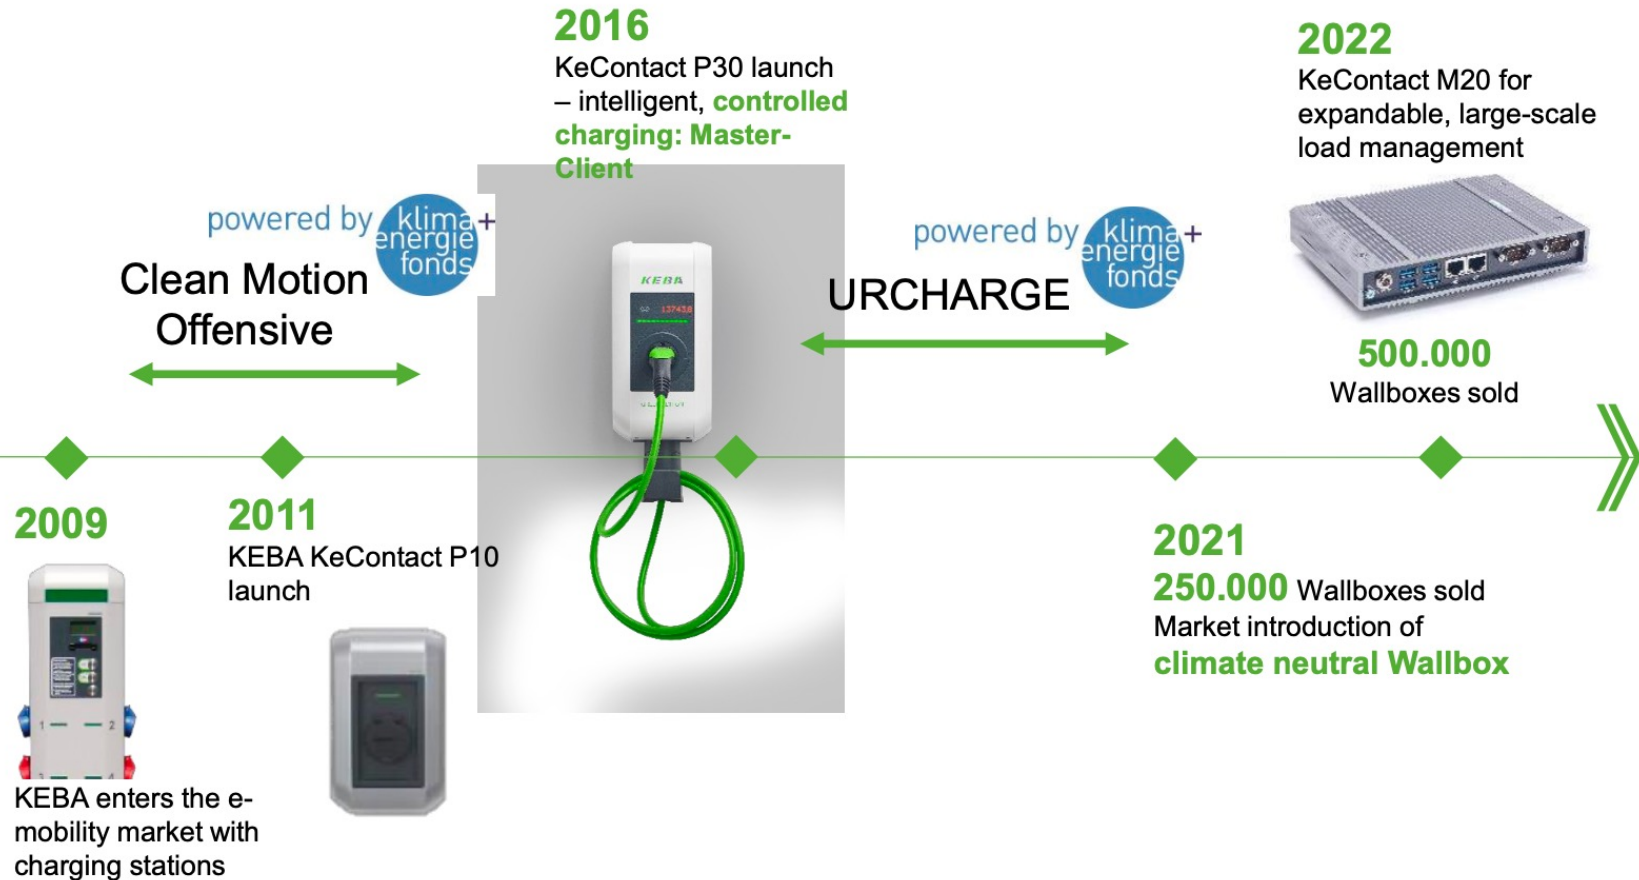 2016
KeContact P30 launch
– intelligent, controlled
charging: Master-
Client
2022
KeContact M20 for
expandable, large-scale
load management
powered by
klima+
energie
fonds
Clean Motion
Offensive
powered by
klima+
energie
fonds
URCHARGE
KEBA
500.000
Wallboxes sold
2009
KEBA enters the e-
mobility market with
charging stations
2011
KEBA KeContact P10
launch
1
2
2021
250.000 Wallboxes sold
Market introduction of
climate neutral Wallbox